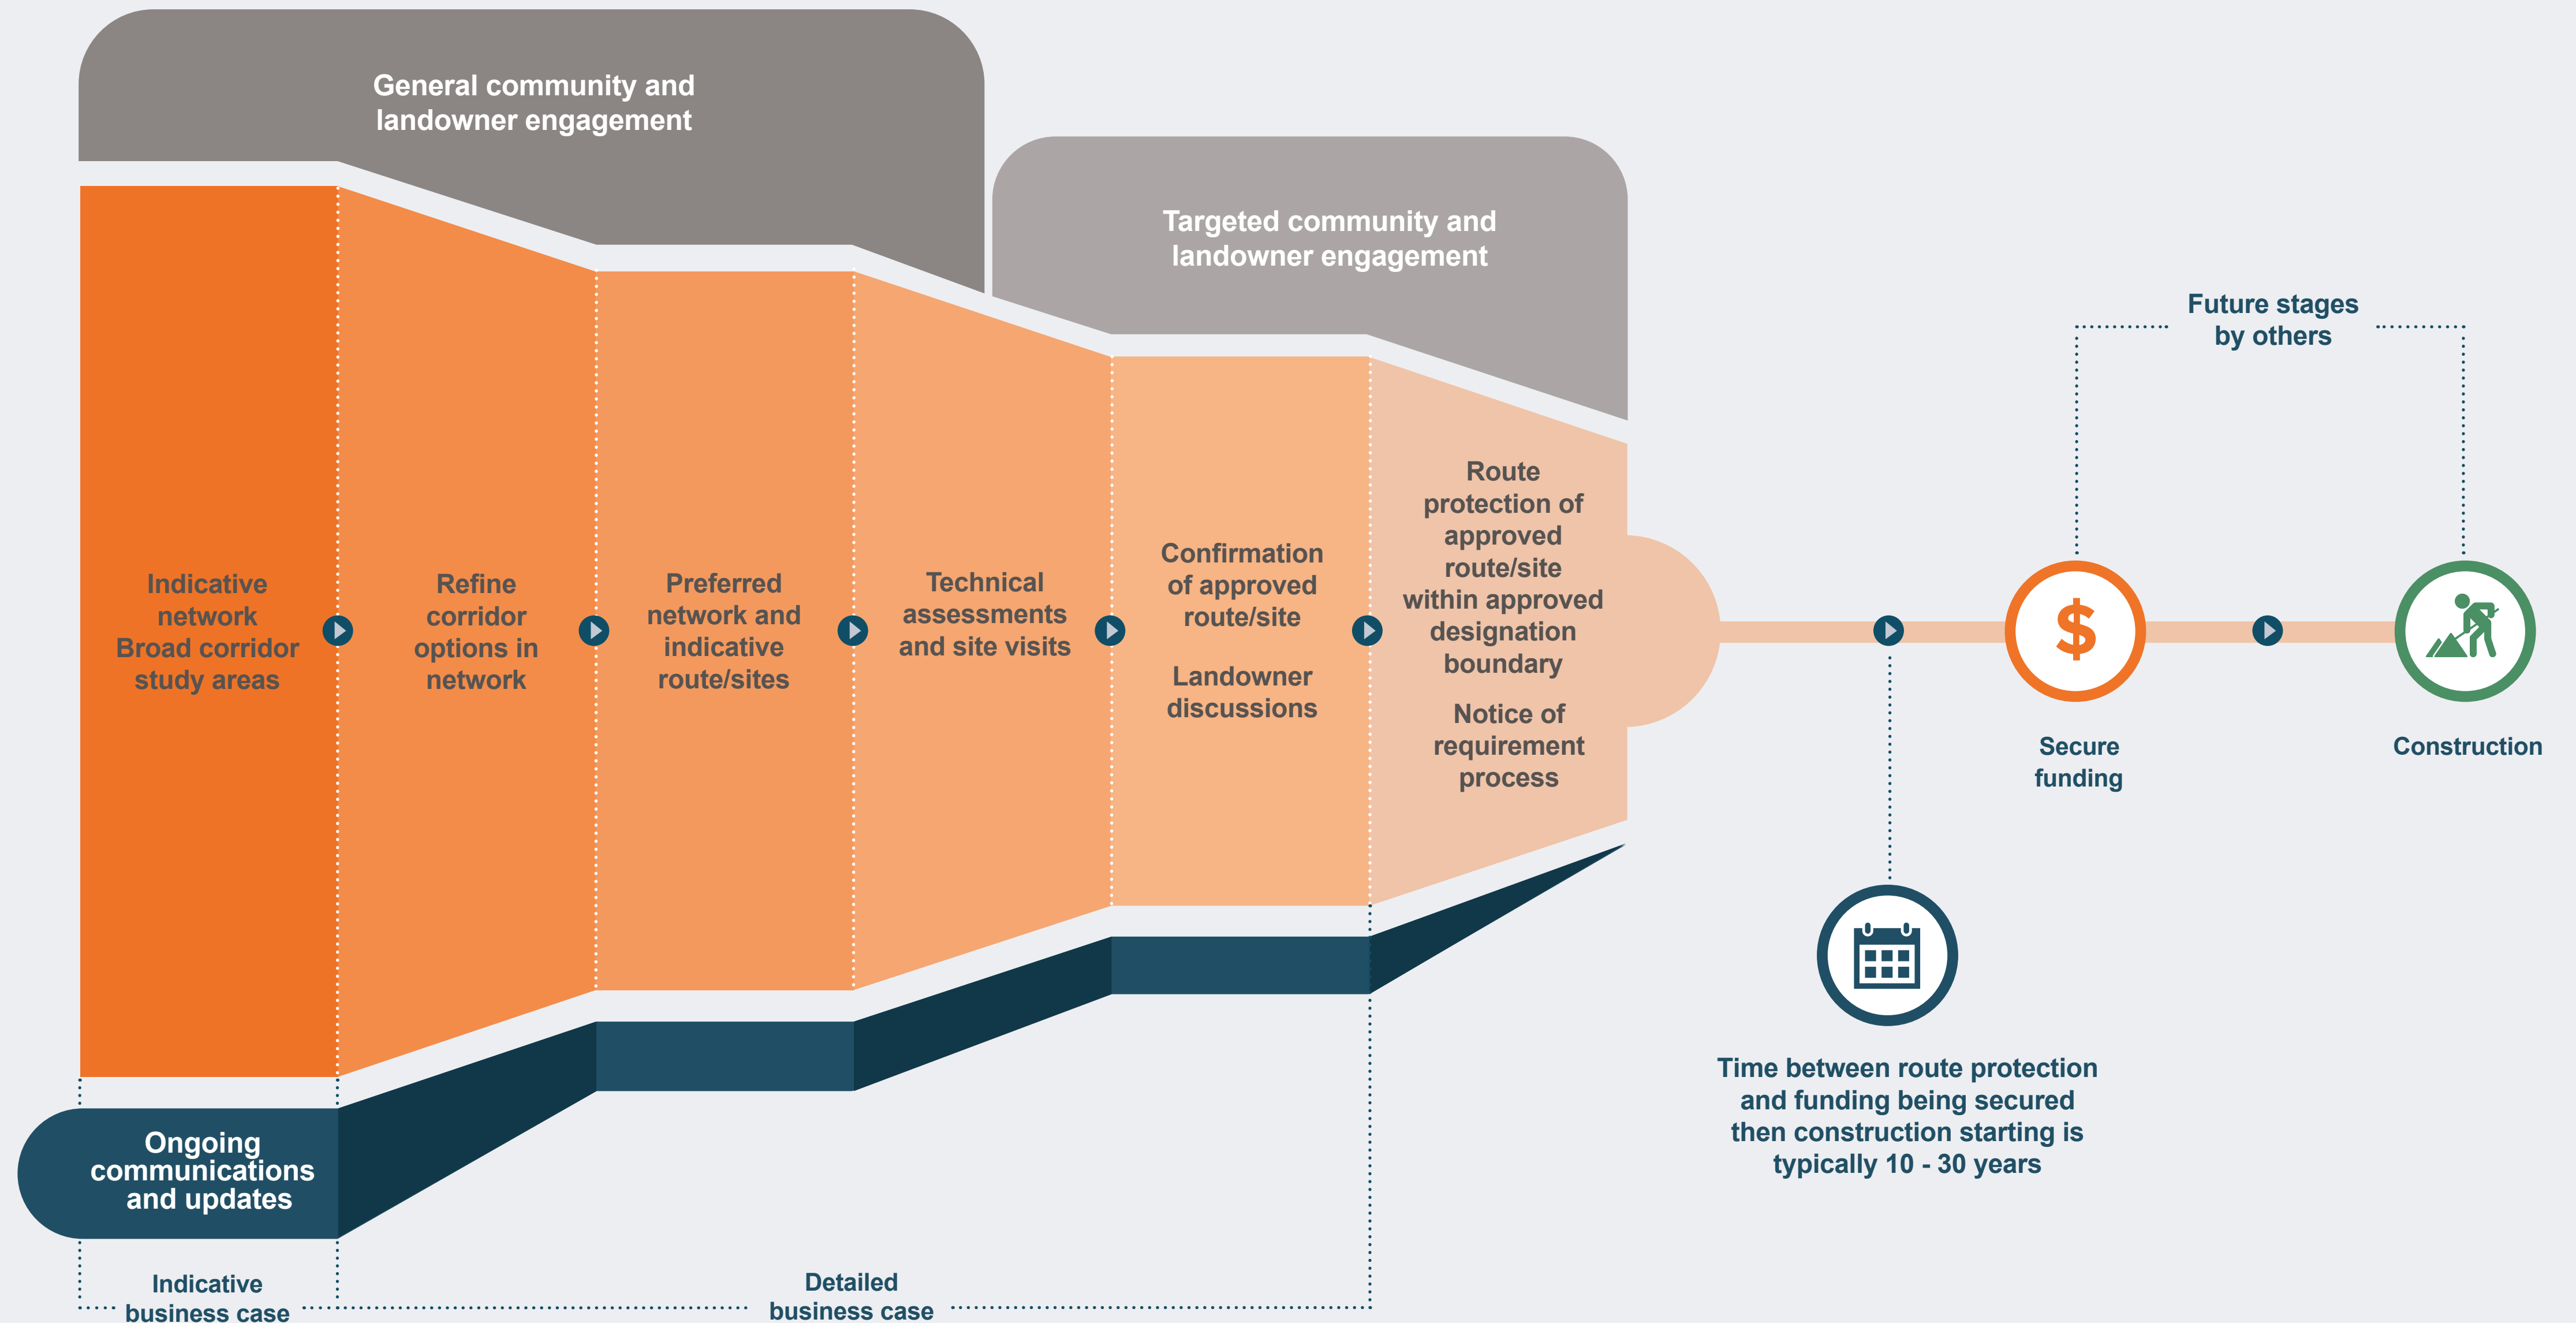 General community and
landowner engagement
Targeted community and
landowner engagement
Future stages
by others
Indicative
network
Broad corridor
study areas
Refine
corridor
options in
network
Preferred
network and
indicative
route/sites
Technical
assessments
and site visits
Confirmation
of approved
route/site
Landowner
discussions
Route
protection of
approved
route/site
within approved
designation
boundary
Notice of
requirement
process
$
Secure
funding
Construction
Time between route protection
and funding being secured
then construction starting is
typically 10 - 30 years
Ongoing
communications
and updates
Indicative
business case
Detailed
business case